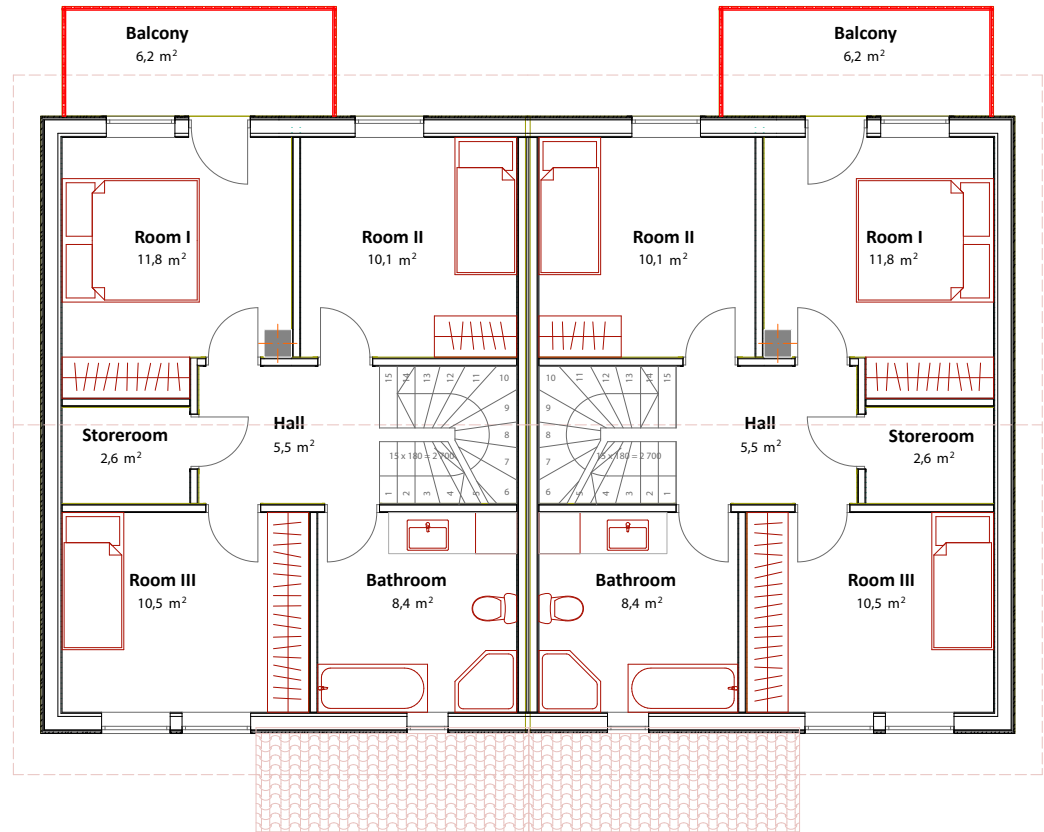 Balcony
6,2 m²
Balcony
6,2 m²
Room I
11,8 m²
Room II
10,1 m²
Room II
10,1 m²
Room I
11,8 m²
15 14 13 12 11 10
9
8
7
6
1 2 3 4 5
15 x 180 = 2 700
10 11 12 13 14 15
9
8
7
6
5 4 3 2 1
15 x 180 = 2 700
Hall
5,5 m²
Hall
5,5 m²
Storeroom
2,6 m²
Storeroom
2,6 m²
Room III
10,5 m²
Bathroom
8,4 m²
Bathroom
8,4 m²
Room III
10,5 m²